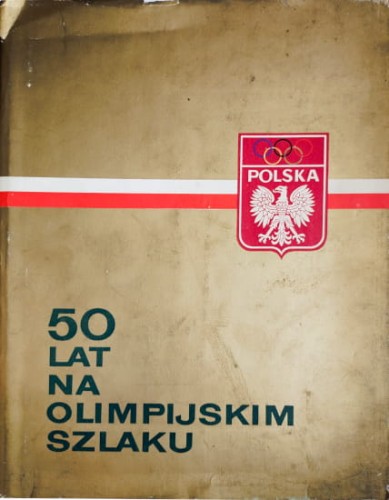 POLSKA
50
LAT
NA
OLIMPIJSKIM
SZLAKU